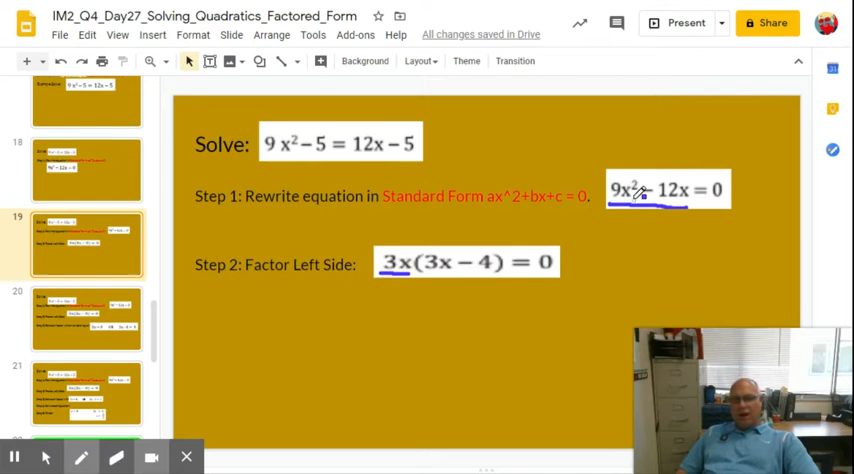 IM2_Q4_Day27_Solving_Quadratics_Factored_Form
File Edit View Insert Format Slide Arrange Tools Add-ons Help All changes saved in Drive
Present
Share
Background Layout Theme Transition
18
19
20
21
Solve: 9 x² – 5 = 12x – 5
Step 1: Rewrite equation in Standard Form ax^2+bx+c = 0. 9x² – 12x = 0
Step 2: Factor Left Side: 3x(3x – 4) = 0